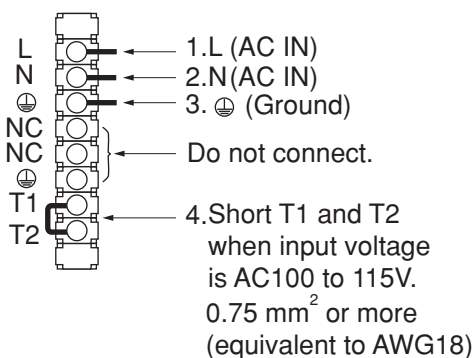 L
N
⏚
NC
NC
⏚
T1
T2
1.L (AC IN)
2.N(AC IN)
3. ⏚ (Ground)
Do not connect.
4.Short T1 and T2
when input voltage
is AC100 to 115V.
0.75 mm² or more
(equivalent to AWG18)